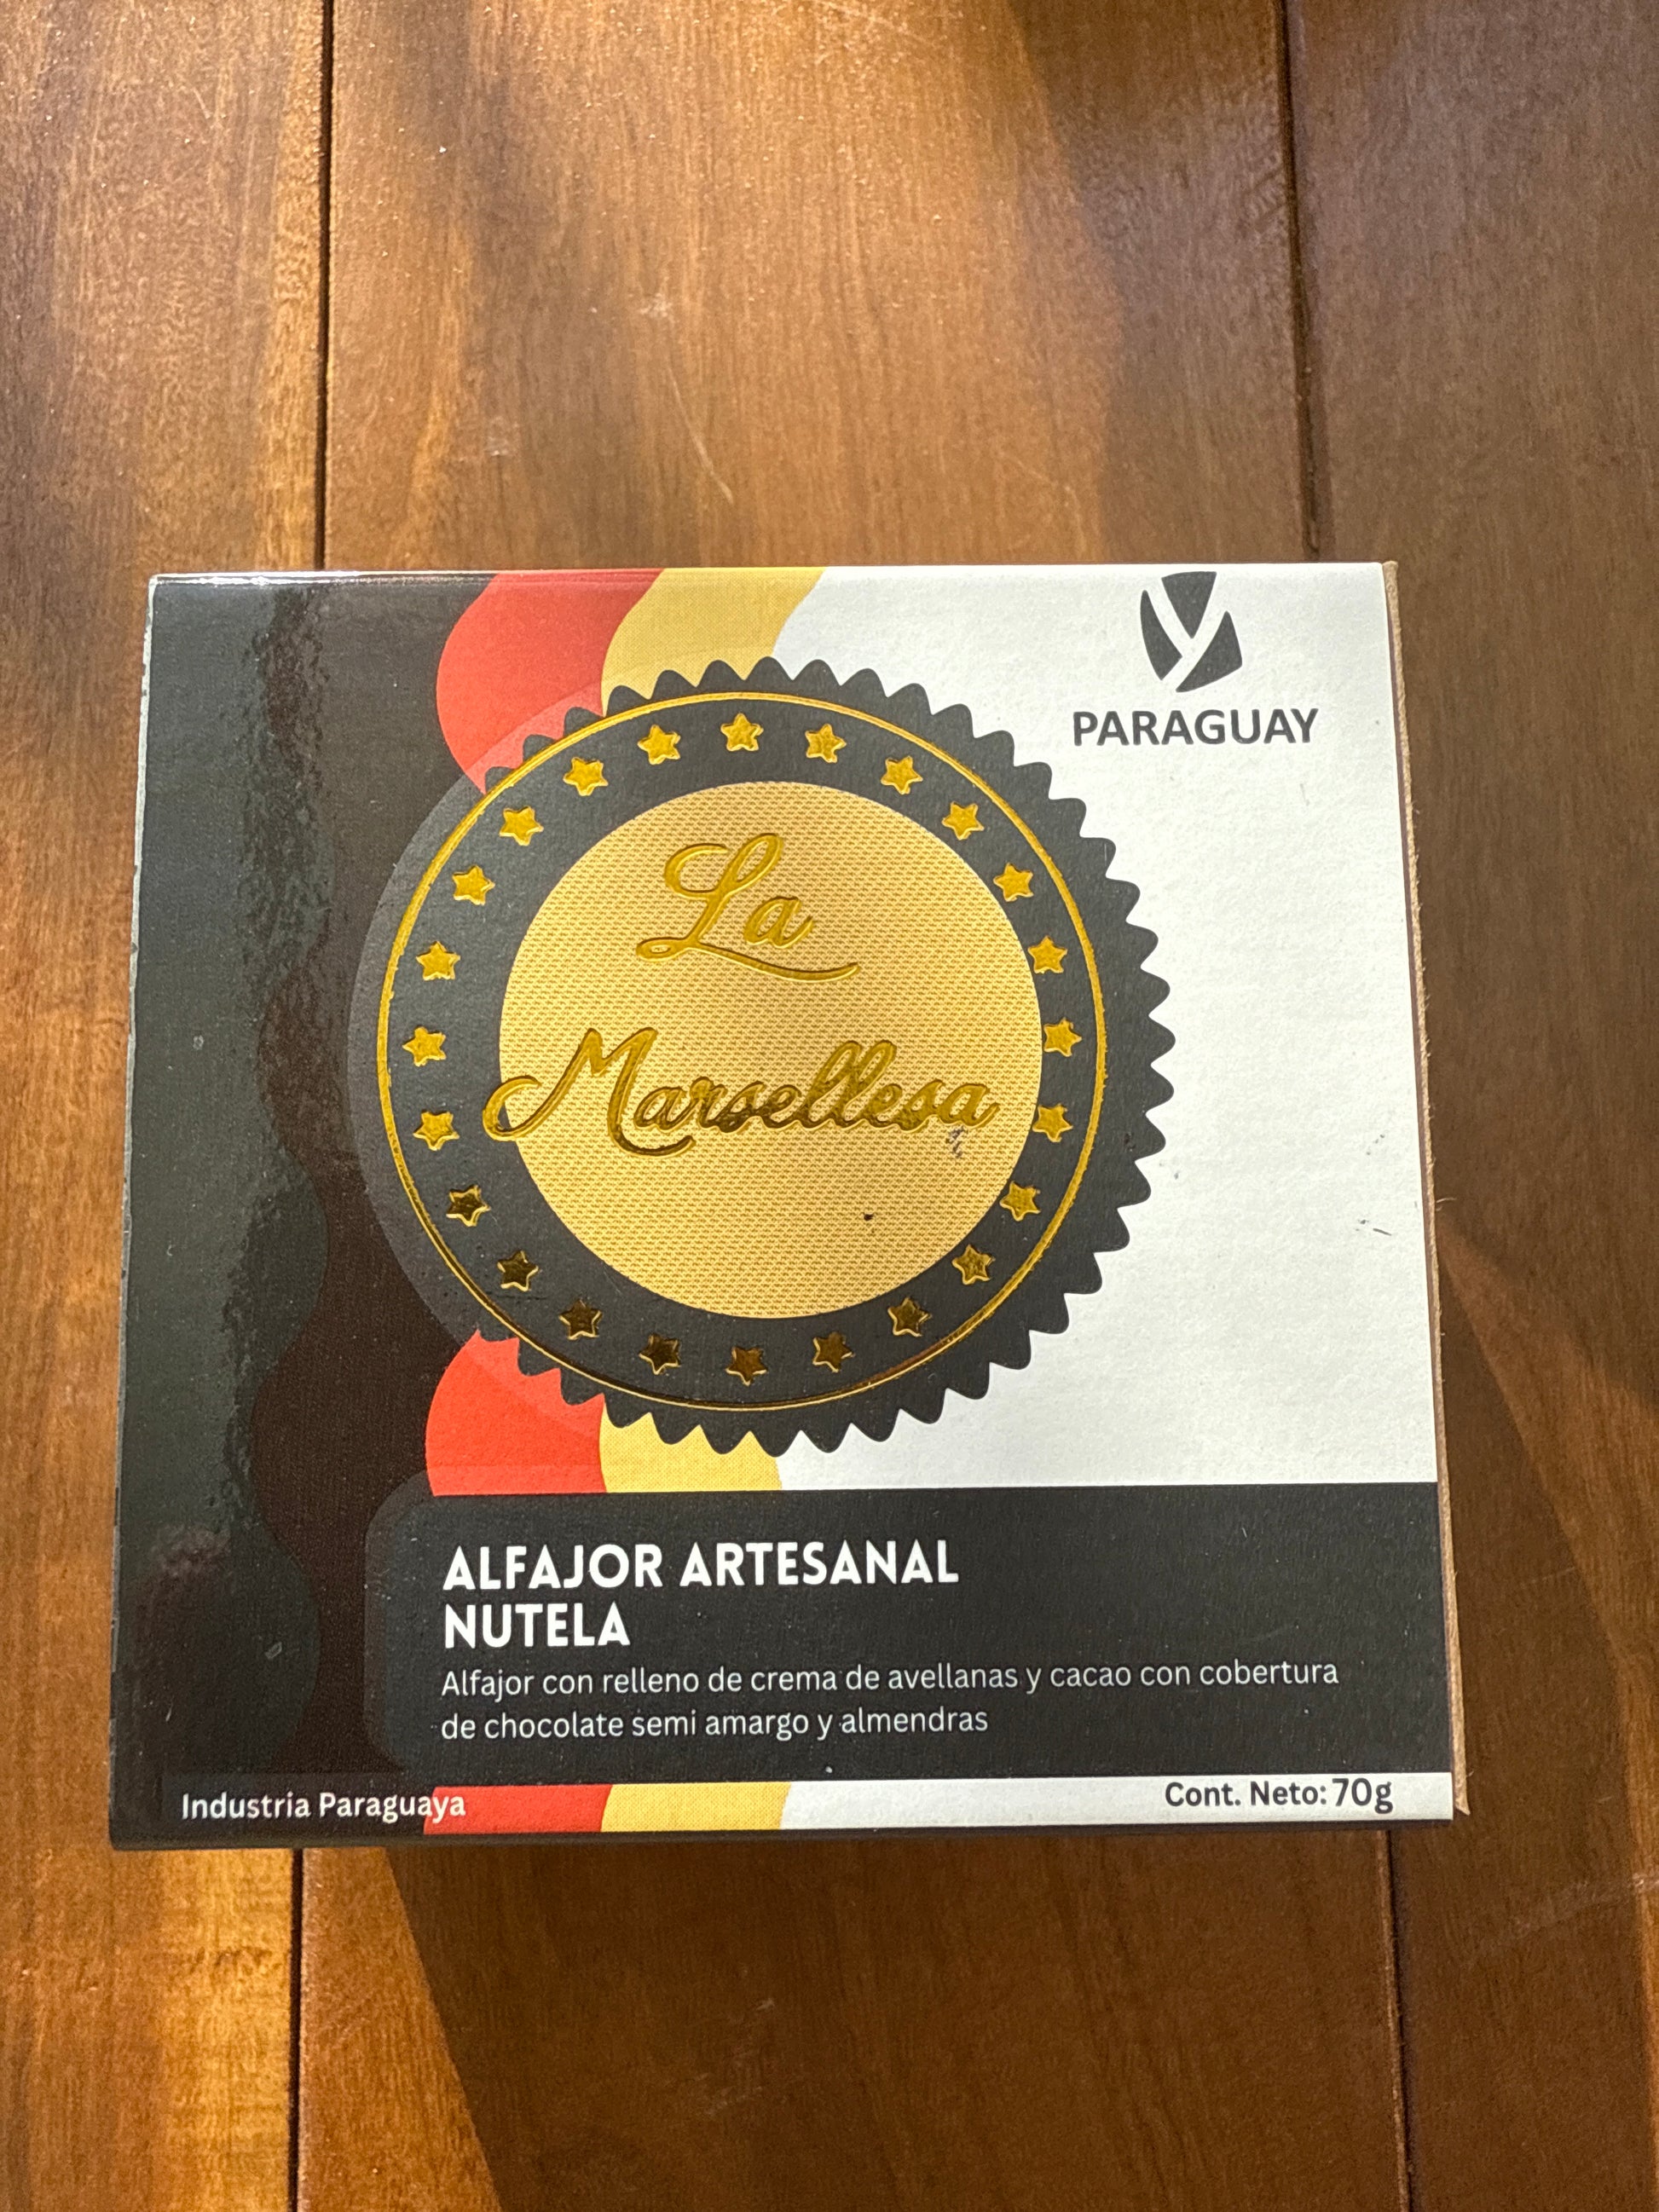 PARAGUAY
La
Marsellesa
ALFAJOR ARTESANAL
NUTELA
Alfajor con relleno de crema de avellanas y cacao con cobertura
de chocolate semi amargo y almendras
Industria Paraguaya
Cont. Neto: 70g